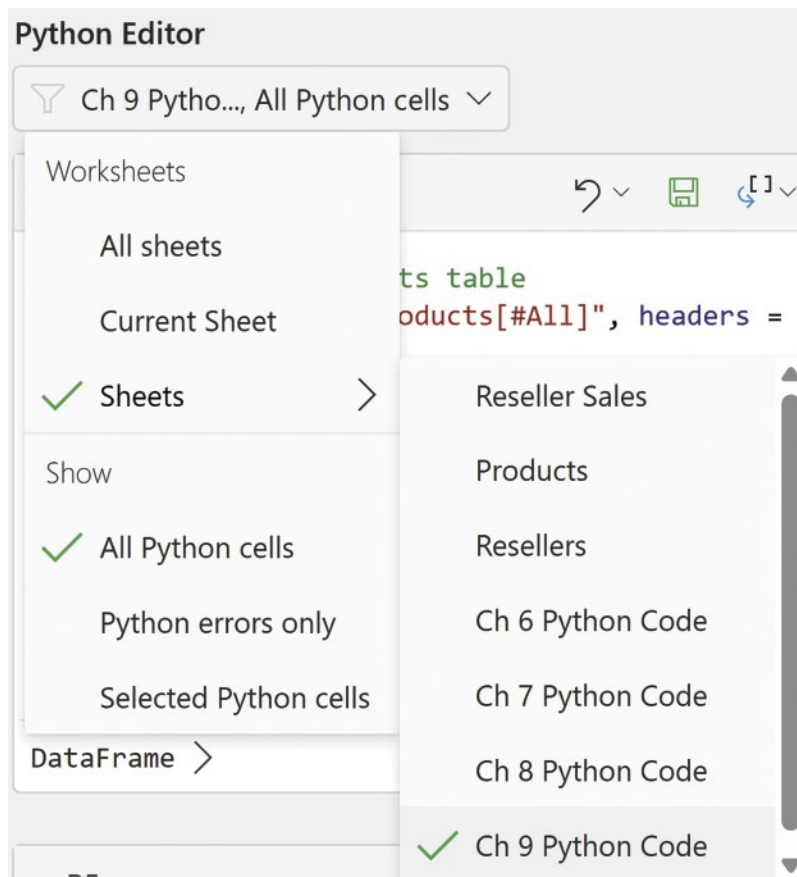 Python Editor
Ch 9 Pytho..., All Python cells
Worksheets
All sheets
Current Sheet
Sheets
Show
All Python cells
Python errors only
Selected Python cells
ts table
oducts[#All]", headers =
Reseller Sales
Products
Resellers
Ch 6 Python Code
Ch 7 Python Code
Ch 8 Python Code
Ch 9 Python Code
DataFrame